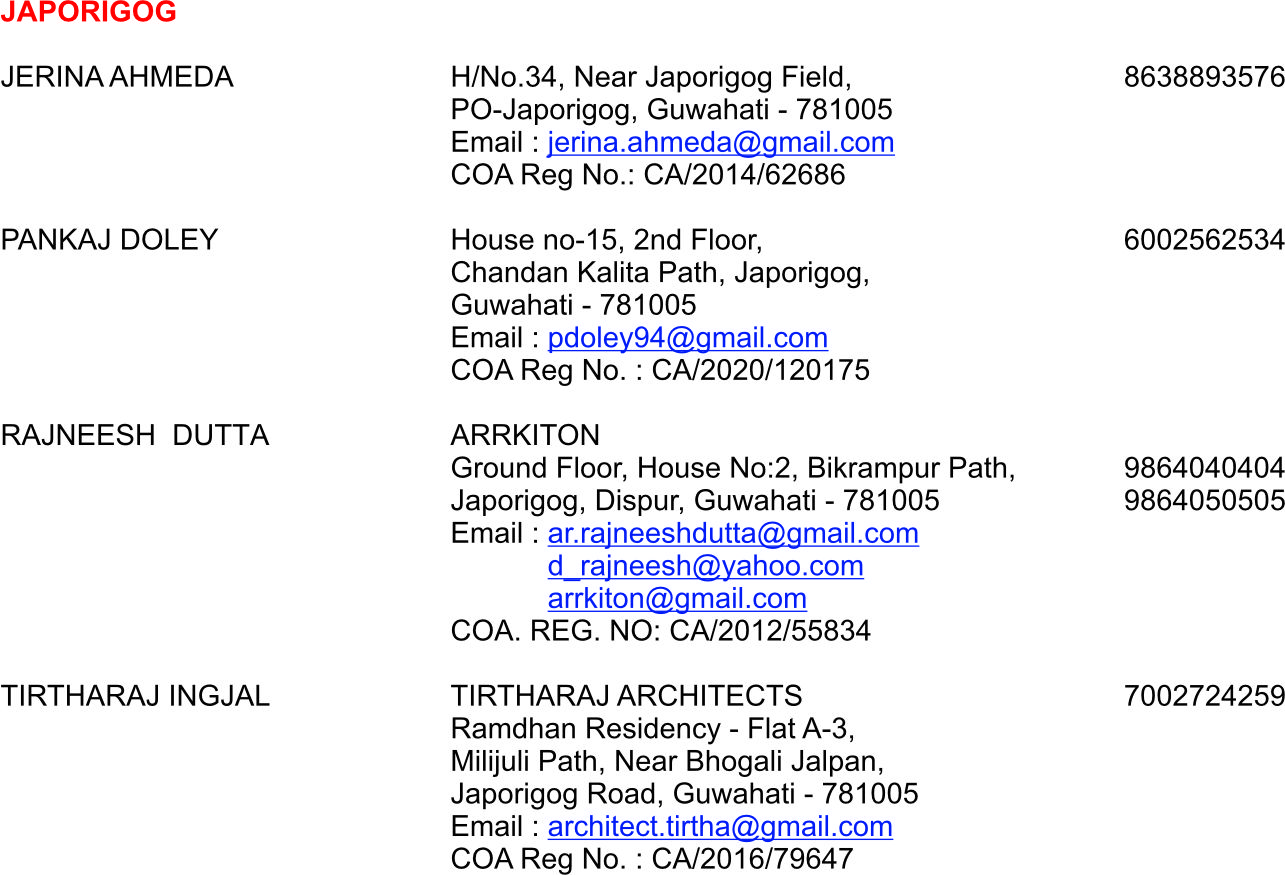 JAPORIGOG
JERINA AHMEDA H/No.34, Near Japorigog Field, 8638893576
PO-Japorigog, Guwahati - 781005
Email : jerina.ahmeda@gmail.com
COA Reg No.: CA/2014/62686
PANKAJ DOLEY House no-15, 2nd Floor, 6002562534
Chandan Kalita Path, Japorigog,
Guwahati - 781005
Email : pdoley94@gmail.com
COA Reg No. : CA/2020/120175
RAJNEESH DUTTA ARRKITON
Ground Floor, House No:2, Bikrampur Path, 9864040404
Japorigog, Dispur, Guwahati - 781005 9864050505
Email : ar.rajneeshdutta@gmail.com
d_rajneesh@yahoo.com
arrkiton@gmail.com
COA. REG. NO: CA/2012/55834
TIRTHARAJ INGJAL TIRTHARAJ ARCHITECTS 7002724259
Ramdhan Residency - Flat A-3,
Milijuli Path, Near Bhogali Jalpan,
Japorigog Road, Guwahati - 781005
Email : architect.tirtha@gmail.com
COA Reg No. : CA/2016/79647